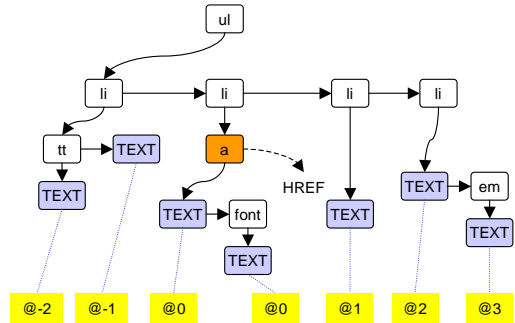 ul
li li li li
tt TEXT a
HREF
TEXT TEXT em
TEXT font TEXT
TEXT TEXT
@-2 @-1 @0 @0 @1 @2 @3